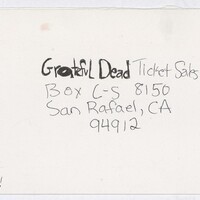 Grateful Dead Ticket Sales
Box C-S 8150
San Rafael, CA
94912